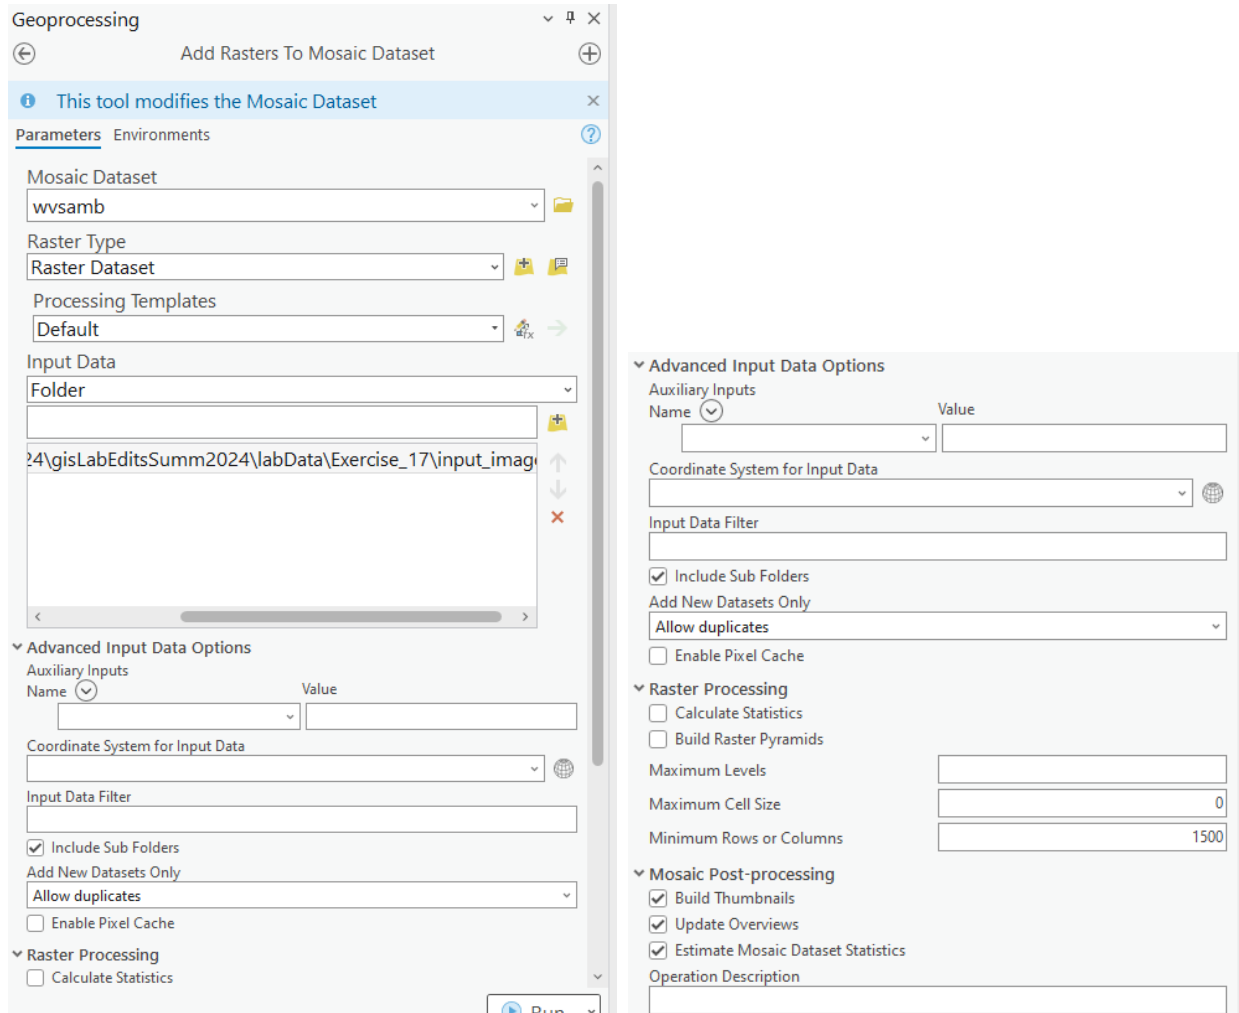 Geoprocessing
Add Rasters To Mosaic Dataset
This tool modifies the Mosaic Dataset
Parameters Environments
Mosaic Dataset
wvsamb
Raster Type
Raster Dataset
Processing Templates
Default
Input Data
Folder
24\gisLabEditsSumm2024\labData\Exercise_17\input_image
Advanced Input Data Options
Auxiliary Inputs
Name Value
Coordinate System for Input Data
Input Data Filter
Include Sub Folders
Add New Datasets Only
Allow duplicates
Enable Pixel Cache
Raster Processing
Calculate Statistics
Run
Advanced Input Data Options
Auxiliary Inputs
Name Value
Coordinate System for Input Data
Input Data Filter
Include Sub Folders
Add New Datasets Only
Allow duplicates
Enable Pixel Cache
Raster Processing
Calculate Statistics
Build Raster Pyramids
Maximum Levels
Maximum Cell Size 0
Minimum Rows or Columns 1500
Mosaic Post-processing
Build Thumbnails
Update Overviews
Estimate Mosaic Dataset Statistics
Operation Description